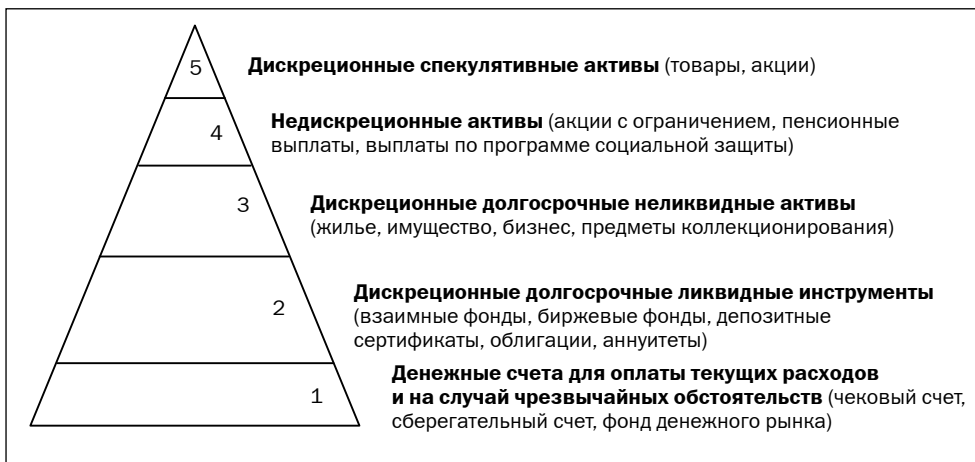 5
Дискреционные спекулятивные активы (товары, акции)
4
Недискреционные активы (акции с ограничением, пенсионные
выплаты, выплаты по программе социальной защиты)
3
Дискреционные долгосрочные неликвидные активы
(жилье, имущество, бизнес, предметы коллекционирования)
2
Дискреционные долгосрочные ликвидные инструменты
(взаимные фонды, биржевые фонды, депозитные
сертификаты, облигации, аннуитеты)
1
Денежные счета для оплаты текущих расходов
и на случай чрезвычайных обстоятельств (чековый счет,
сберегательный счет, фонд денежного рынка)